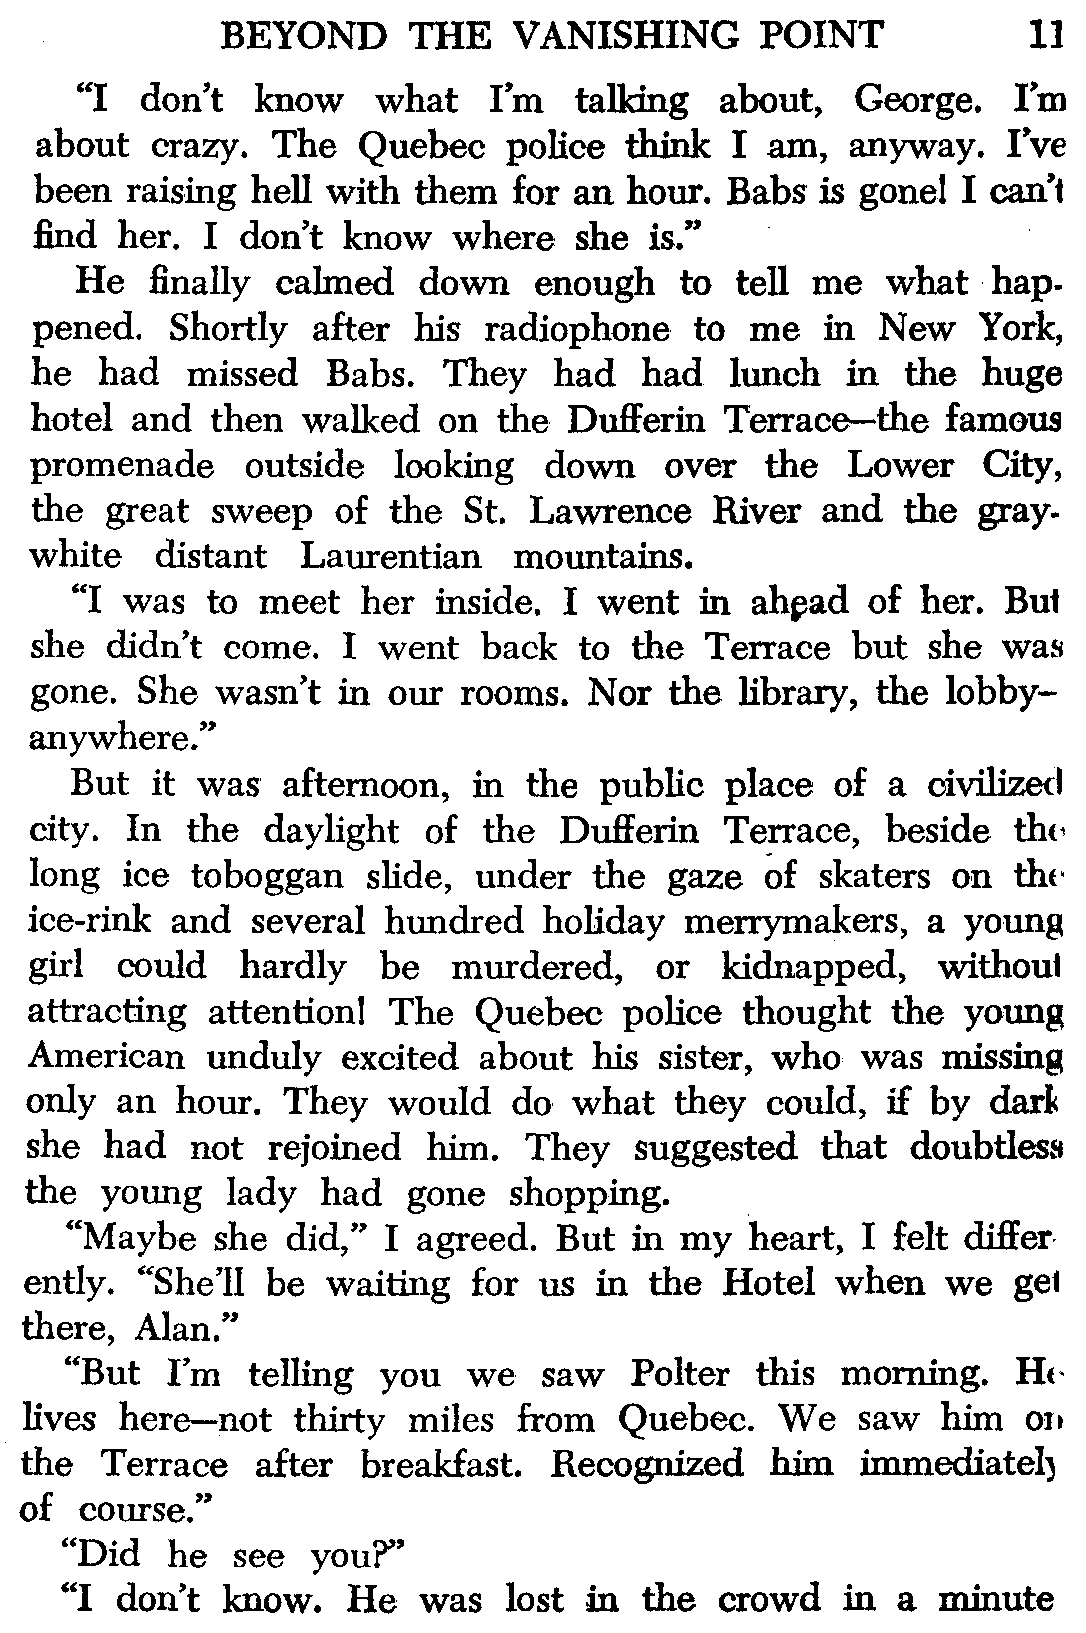 BEYOND THE VANISHING POINT 11
“I don’t know what I’m talking about, George. I’m
about crazy. The Quebec police think I am, anyway. I’ve
been raising hell with them for an hour. Babs is gone! I can’t
find her. I don’t know where she is.”
He finally calmed down enough to tell me what hap-
pened. Shortly after his radiophone to me in New York,
he had missed Babs. They had had lunch in the huge
hotel and then walked on the Dufferin Terrace—the famous
promenade outside looking down over the Lower City,
the great sweep of the St. Lawrence River and the gray-
white distant Laurentian mountains.
“I was to meet her inside. I went in ahead of her. But
she didn’t come. I went back to the Terrace but she was
gone. She wasn’t in our rooms. Nor the library, the lobby—
anywhere.”
But it was afternoon, in the public place of a civilized
city. In the daylight of the Dufferin Terrace, beside the
long ice toboggan slide, under the gaze of skaters on the
ice-rink and several hundred holiday merrymakers, a young
girl could hardly be murdered, or kidnapped, without
attracting attention! The Quebec police thought the young
American unduly excited about his sister, who was missing
only an hour. They would do what they could, if by dark
she had not rejoined him. They suggested that doubtless
the young lady had gone shopping.
“Maybe she did,” I agreed. But in my heart, I felt differ-
ently. “She’ll be waiting for us in the Hotel when we get
there, Alan.”
“But I’m telling you we saw Polter this morning. He
lives here—not thirty miles from Quebec. We saw him on
the Terrace after breakfast. Recognized him immediately
of course.”
“Did he see you?”
“I don’t know. He was lost in the crowd in a minute